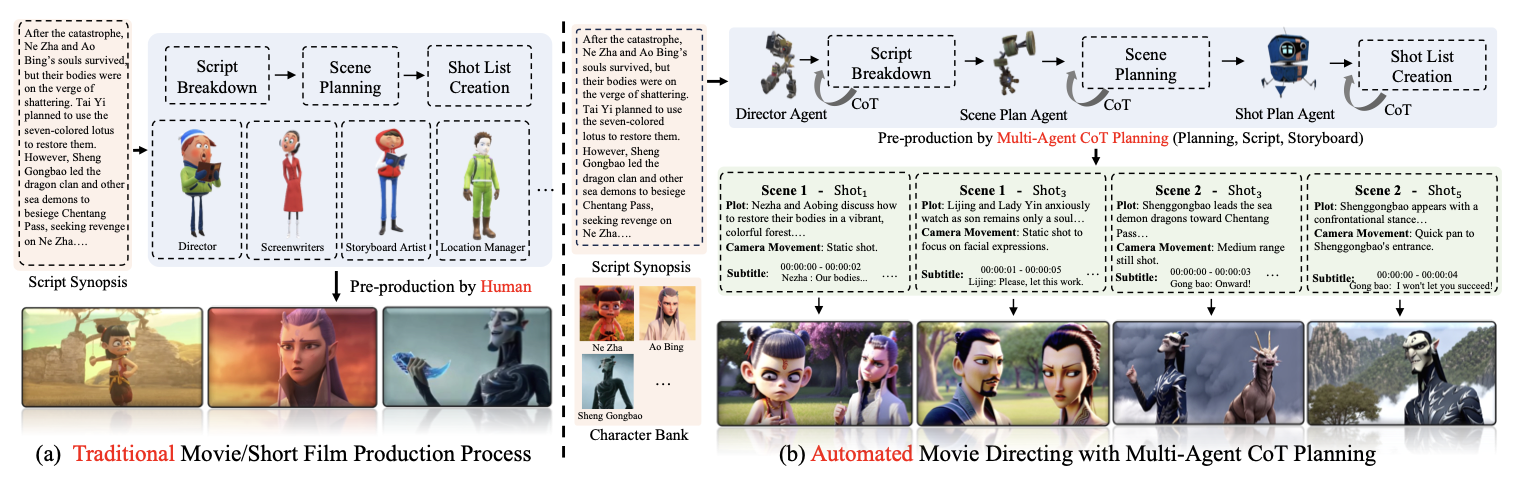 After the catastrophe,
Ne Zha and Ao
Bing's souls survived,
but their bodies were
on the verge of
shattering. Tai Yi
planned to use the
seven-colored lotus
to restore them.
However, Sheng
Gongbao led the
dragon clan and other
sea demons to
besiege Chentang
Pass, seeking revenge
on Ne Zha….
Script Synopsis
Script
Breakdown
Scene
Planning
Shot List
Creation
Director
Screenwriters
Storyboard Artist
Location Manager
...
Pre-production by Human
(a) Traditional Movie/Short Film Production Process
After the catastrophe,
Ne Zha and Ao Bing's
souls survived, but
their bodies were on
the verge of shattering.
Tai Yi planned to use
the seven-colored
lotus to restore them.
However, Sheng
Gongbao led the
dragon clan and other
sea demons to besiege
Chentang Pass,
seeking revenge on
Ne Zha….
Script Synopsis
Ne Zha
Ao Bing
Sheng Gongbao
...
Character Bank
Director Agent
Script
Breakdown
CoT
Scene Plan Agent
Scene
Planning
CoT
Shot Plan Agent
Shot List
Creation
CoT
Pre-production by Multi-Agent CoT Planning (Planning, Script, Storyboard)
Scene 1 - Shot1
Plot: Nezha and Aobing discuss how
to restore their bodies in a vibrant,
colorful forest.…
Camera Movement: Static shot.
Subtitle: 00:00:00 - 00:00:02
Nezha : Our bodies...
....
Scene 1 - Shot3
Plot: Lijing and Lady Yin anxiously
watch as son remains only a soul…
Camera Movement: Static shot to
focus on facial expressions.
Subtitle: 00:00:01 - 00:00:05
Lijing: Please, let this work.
...
Scene 2 - Shot3
Plot: Shenggongbao leads the sea
demon dragons toward Chentang
Pass…
Camera Movement: Medium range
still shot.
Subtitle: 00:00:00 - 00:00:03
Gong bao: Onward!
...
Scene 2 - Shot5
Plot: Shenggongbao appears with a
confrontational stance…
Camera Movement: Quick pan to
Shenggongbao's entrance.
Subtitle: 00:00:00 - 00:00:04
Gong bao: I won't let you succeed!
(b) Automated Movie Directing with Multi-Agent CoT Planning